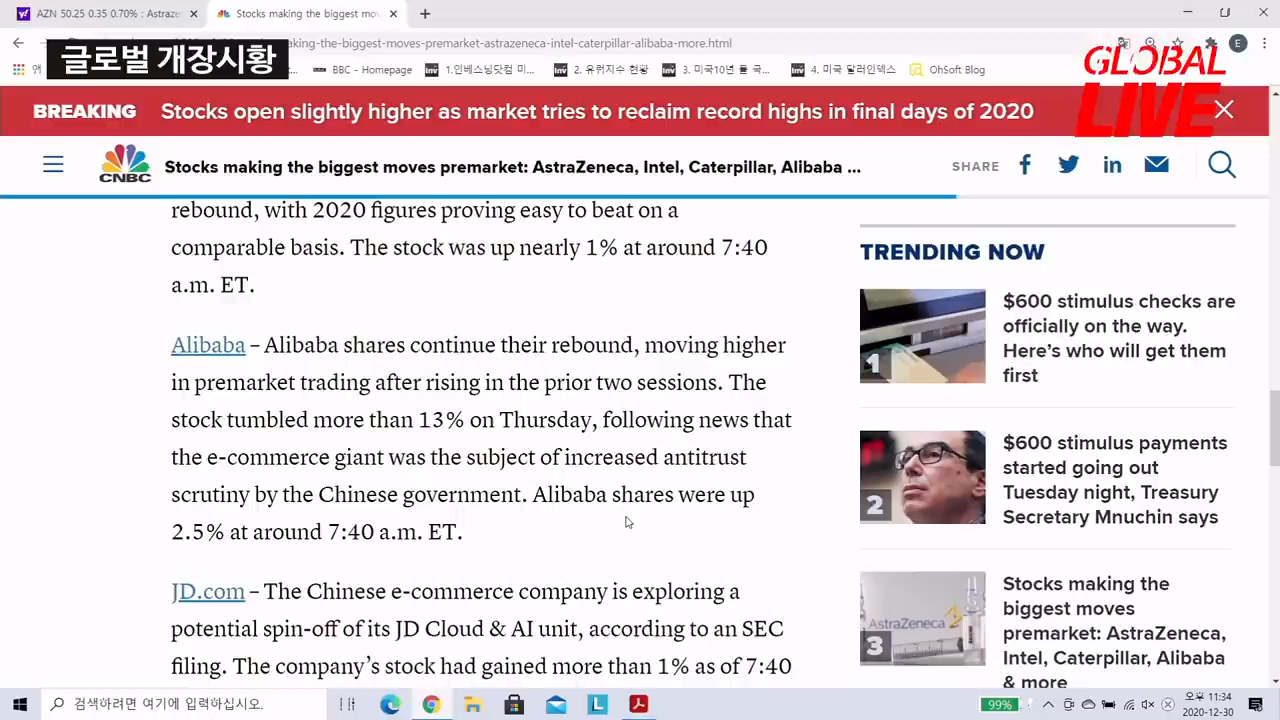 AZN 50.25 0.35 0.70% : Astraze
Stocks making the biggest mov
글로벌 개장시황
aking-the-biggest-moves-premarket-astrazeneca-intel-caterpillar-alibaba-more.html
E
BBC - Homepage
1.인베스팅닷컴 미...
2. 뮤뮤지수 현황
3. 미국10년 물 국...
4. 미국 달러인덱스
OhSoft Blog
GLOBAL
LIVE
BREAKING
Stocks open slightly higher as market tries to reclaim record highs in final days of 2020
CNBC
Stocks making the biggest moves premarket: AstraZeneca, Intel, Caterpillar, Alibaba ...
SHARE
rebound, with 2020 figures proving easy to beat on a
comparable basis. The stock was up nearly 1% at around 7:40
a.m. ET.
Alibaba – Alibaba shares continue their rebound, moving higher
in premarket trading after rising in the prior two sessions. The
stock tumbled more than 13% on Thursday, following news that
the e-commerce giant was the subject of increased antitrust
scrutiny by the Chinese government. Alibaba shares were up
2.5% at around 7:40 a.m. ET.
JD.com – The Chinese e-commerce company is exploring a
potential spin-off of its JD Cloud & AI unit, according to an SEC
filing. The company's stock had gained more than 1% as of 7:40
TRENDING NOW
1
$600 stimulus checks are
officially on the way.
Here's who will get them
first
2
$600 stimulus payments
started going out
Tuesday night, Treasury
Secretary Mnuchin says
AstraZeneca
3
Stocks making the
biggest moves
premarket: AstraZeneca,
Intel, Caterpillar, Alibaba
& more
검색하려면 여기에 입력하십시오.
99%
오후 11:34
2020-12-30